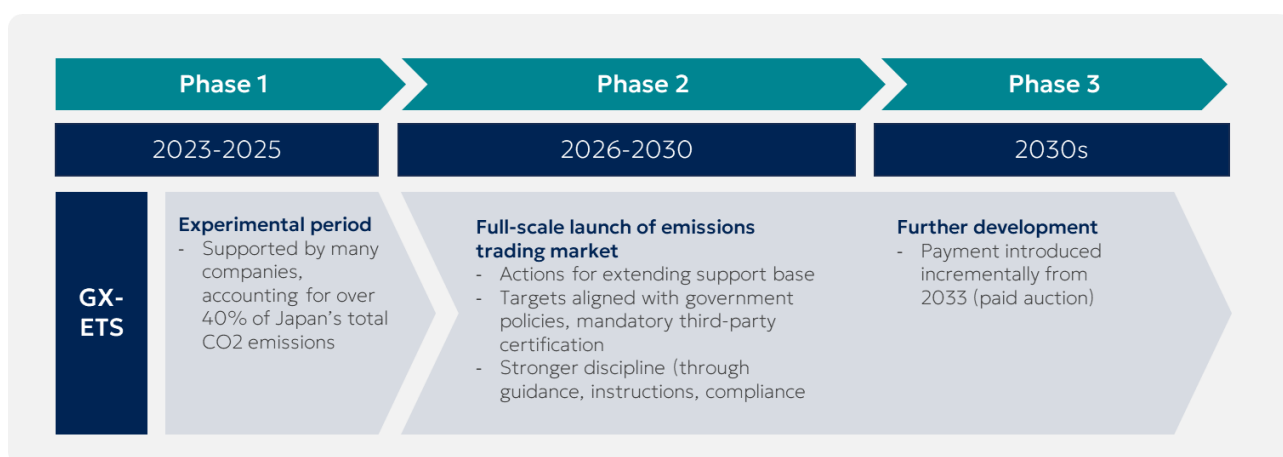 Phase 1
Phase 2
Phase 3
2023-2025
2026-2030
2030s
GX-
ETS
Experimental period
- Supported by many
companies,
accounting for over
40% of Japan's total
CO2 emissions
Full-scale launch of emissions
trading market
- Actions for extending support base
- Targets aligned with government
policies, mandatory third-party
certification
- Stronger discipline (through
guidance, instructions, compliance
Further development
- Payment introduced
incrementally from
2033 (paid auction)